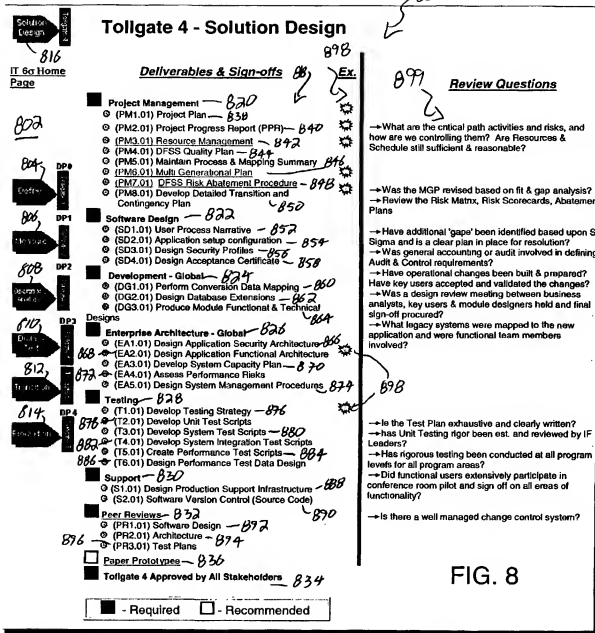 Tollgate 4 - Solution Design
Solution
Design
816
IT 6σ Home
Page
802
Deliverables & Sign-offs
Ex.
898
899
Review Questions
Project Management 820
(PM1.01) Project Plan 838
(PM2.01) Project Progress Report (PPR) 840
(PM3.01) Resource Management 842
(PM4.01) DFSS Quality Plan 844
(PM5.01) Maintain Process & Mapping Summary 846
(PM6.01) Multi Generational Plan
(PM7.01) DFSS Risk Abatement Procedure 848
(PM8.01) Develop Detailed Transition and
Contingency Plan 850
Software Design 822
(SD1.01) User Process Narrative 852
(SD2.01) Application setup configuration 854
(SD3.01) Design Security Profiles 856
(SD4.01) Design Acceptance Certificate 858
Development - Global 824
(DG1.01) Perform Conversion Data Mapping 860
(DG2.01) Design Database Extensions 862
(DG3.01) Produce Module Functional & Technical
Designs 864
Enterprise Architecture - Global 826
(EA1.01) Design Application Security Architecture 866
868 (EA2.01) Design Application Functional Architecture
(EA3.01) Develop System Capacity Plan 870
872 (EA4.01) Assess Performance Risks
(EA5.01) Design System Management Procedures 874
898
Testing 828
(T1.01) Develop Testing Strategy 876
878 (T2.01) Develop Unit Test Scripts
(T3.01) Develop System Test Scripts 880
882 (T4.01) Develop System Integration Test Scripts
(T5.01) Create Performance Test Scripts 884
886 (T6.01) Design Performance Test Data Design
Support 830
(S1.01) Design Production Support Infrastructure 888
(S2.01) Software Version Control (Source Code) 890
Peer Reviews 832
(PR1.01) Software Design 892
(PR2.01) Architecture 894
896 (PR3.01) Test Plans
Paper Prototypes 836
Tollgate 4 Approved by All Stakeholders 834
- Required - Recommended
804
DP0
806
DP1
808
DP2
810
DP3
812
814
DP4
→What are the critical path activities and risks, and
how are we controlling them? Are Resources &
Schedule still sufficient & reasonable?
→Was the MGP revised based on fit & gap analysis?
→Review the Risk Matrix, Risk Scorecards, Abatemen
Plans
→Have additional 'gaps' been identified based upon S
Sigma and is a clear plan in place for resolution?
→Was general accounting or audit involved in defining
Audit & Control requirements?
→Have operational changes been built & prepared?
Have key users accepted and validated the changes?
→Was a design review meeting between business
analysts, key users & module designers held and final
sign-off procured?
→What legacy systems were mapped to the new
application and were functional team members
involved?
→Is the Test Plan exhaustive and clearly written?
→has Unit Testing rigor been est. and reviewed by IF
Leaders?
→Has rigorous testing been conducted at all program
levels for all program areas?
→Did functional users extensively participate in
conference room pilot and sign off on all areas of
functionality?
→Is there a well managed change control system?
FIG. 8